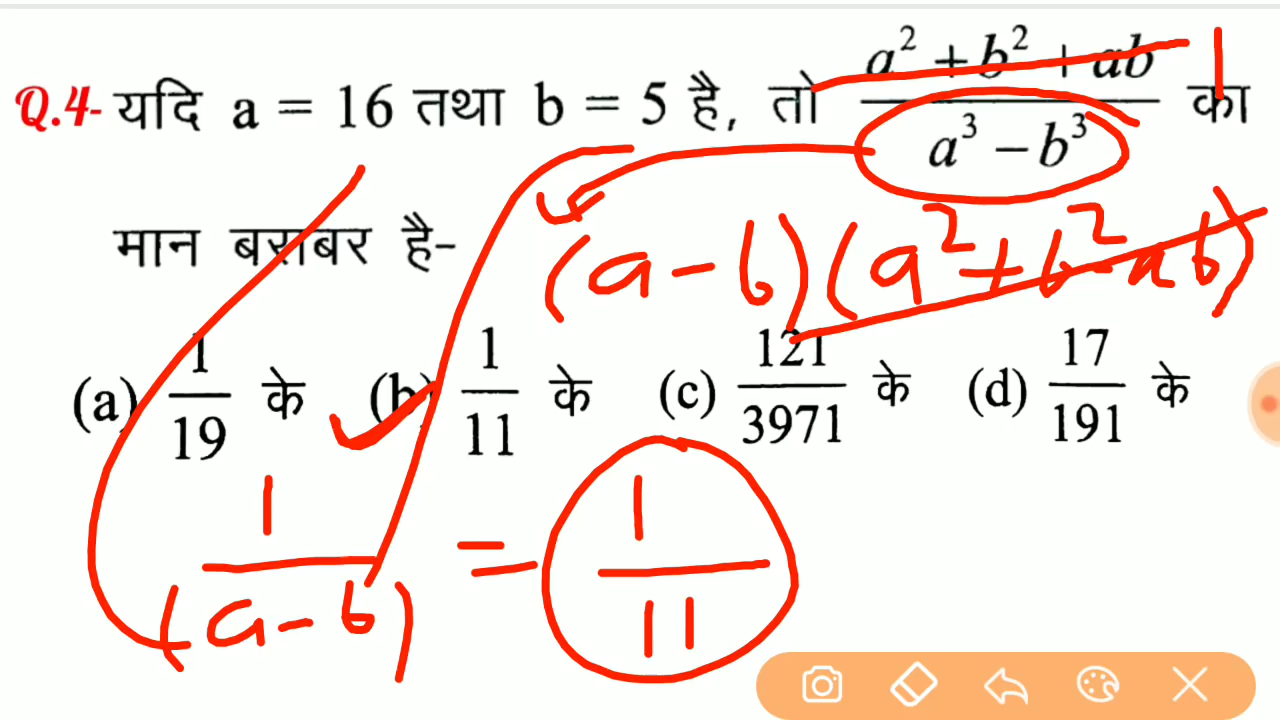 Q.4- यदि a = 16 तथा b = 5 है, तो (a² + b² + ab)/(a³ − b³) का 1
मान बराबर है-
(a − b)(a² + b² - ab)
(a) 1/19 के (b) 1/11 के (c) 121/3971 के (d) 17/191 के
1/(a − b) = 1/11